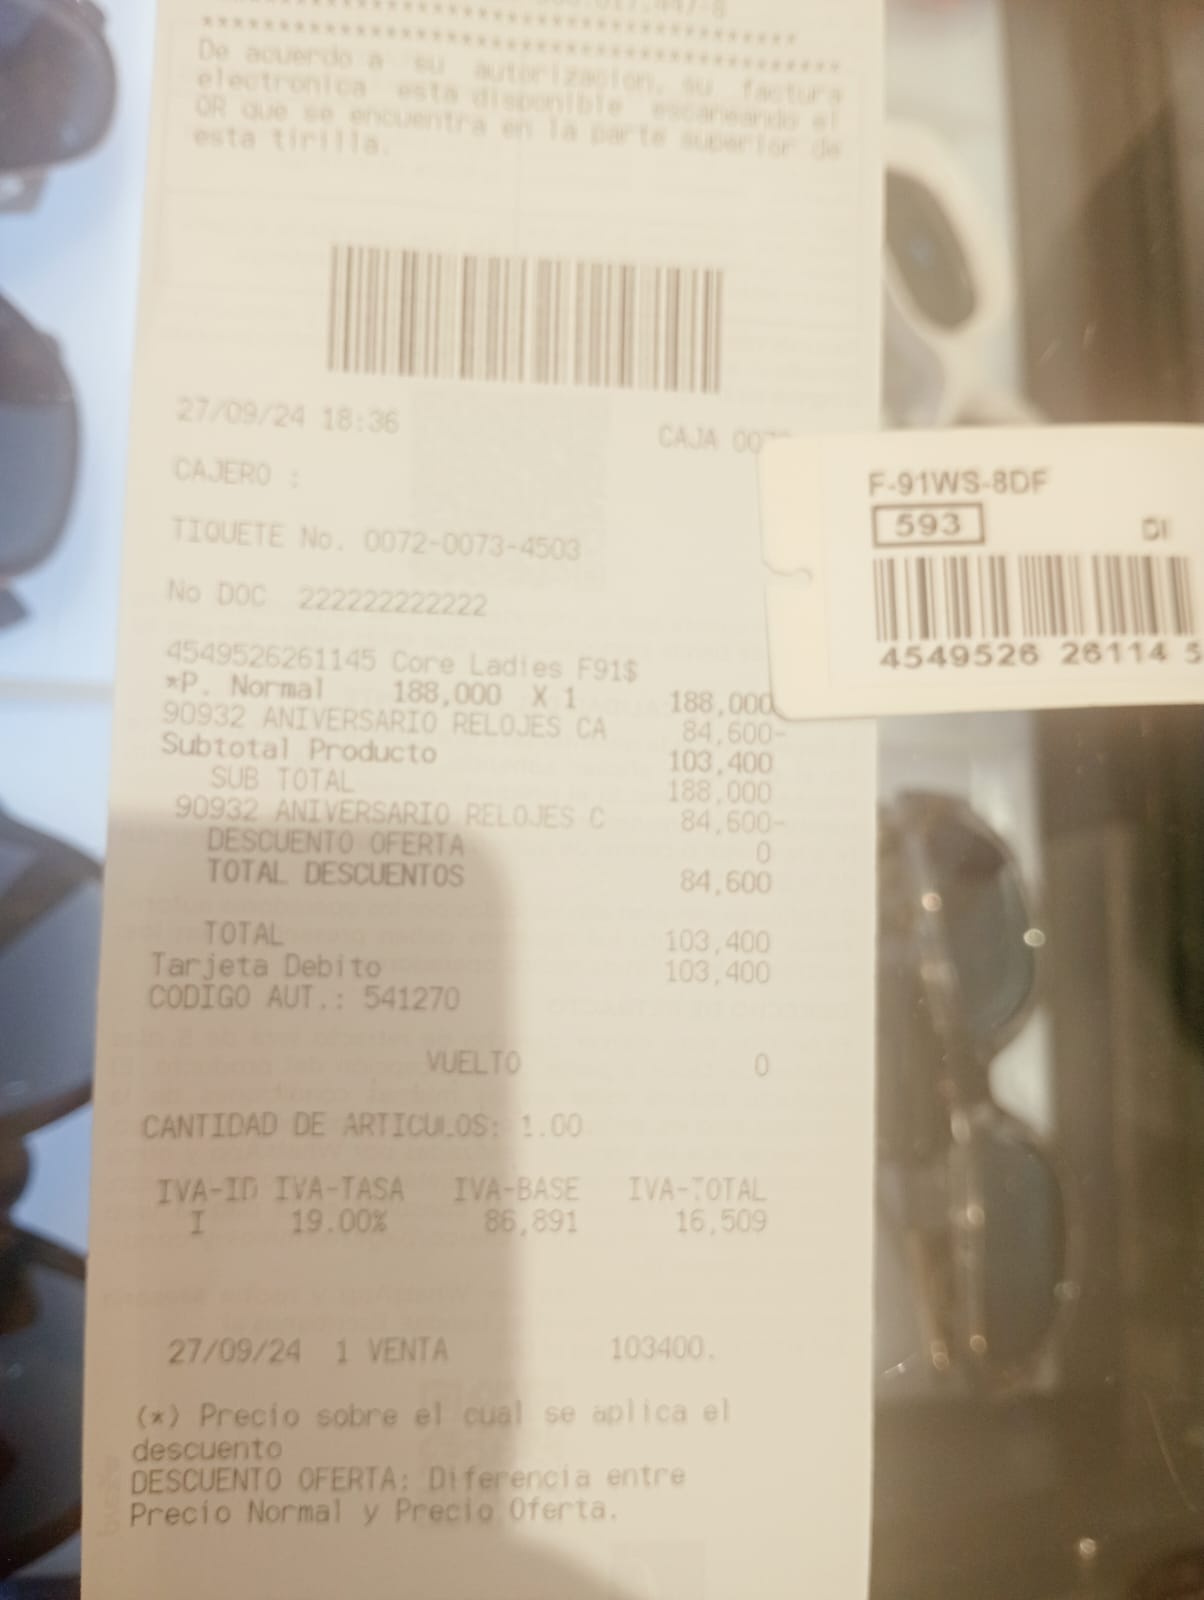 De acuerdo a su autorizacion, su factura
electronica esta disponible escaneando el
QR que se encuentra en la parte superior de
esta tirilla.
27/09/24 18:36
CAJA
CAJERO :
TIQUETE No. 0072-0073-4503
No DOC 222222222222
4549526261145 Core Ladies F91$
*P. Normal 188,000 X 1 188,000
90932 ANIVERSARIO RELOJES CA 84,600-
Subtotal Producto 103,400
SUB TOTAL 188,000
90932 ANIVERSARIO RELOJES C 84,600-
DESCUENTO OFERTA 0
TOTAL DESCUENTOS 84,600
TOTAL 103,400
Tarjeta Debito 103,400
CODIGO AUT.: 541270
VUELTO 0
CANTIDAD DE ARTICULOS: 1.00
IVA-ID IVA-TASA IVA-BASE IVA-TOTAL
I 19.00% 86,891 16,509
27/09/24 1 VENTA 103400.
(*) Precio sobre el cual se aplica el
descuento
DESCUENTO OFERTA: Diferencia entre
Precio Normal y Precio Oferta.
F-91WS-8DF
593 DI
4549526 26114 5